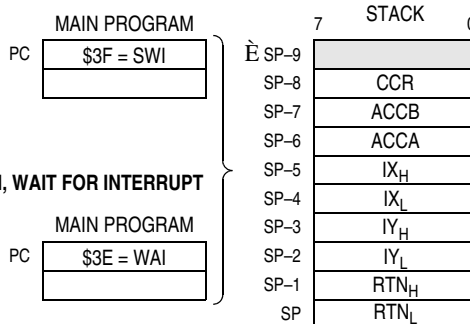 MAIN PROGRAM
PC $3F = SWI
, WAIT FOR INTERRUPT
MAIN PROGRAM
PC $3E = WAI
7 STACK
È SP–9
SP–8 CCR
SP–7 ACCB
SP–6 ACCA
SP–5 IXH
SP–4 IXL
SP–3 IYH
SP–2 IYL
SP–1 RTNH
SP RTNL